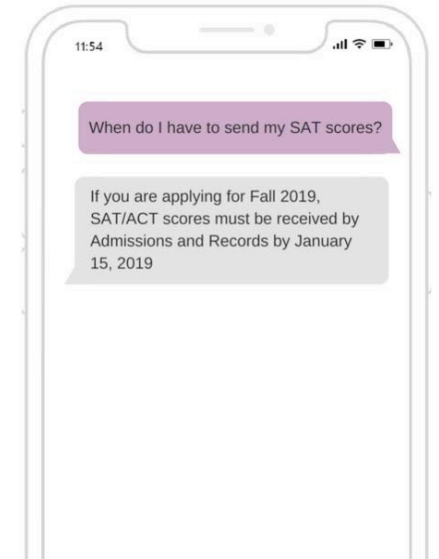 11:54
When do I have to send my SAT scores?
If you are applying for Fall 2019,
SAT/ACT scores must be received by
Admissions and Records by January
15, 2019